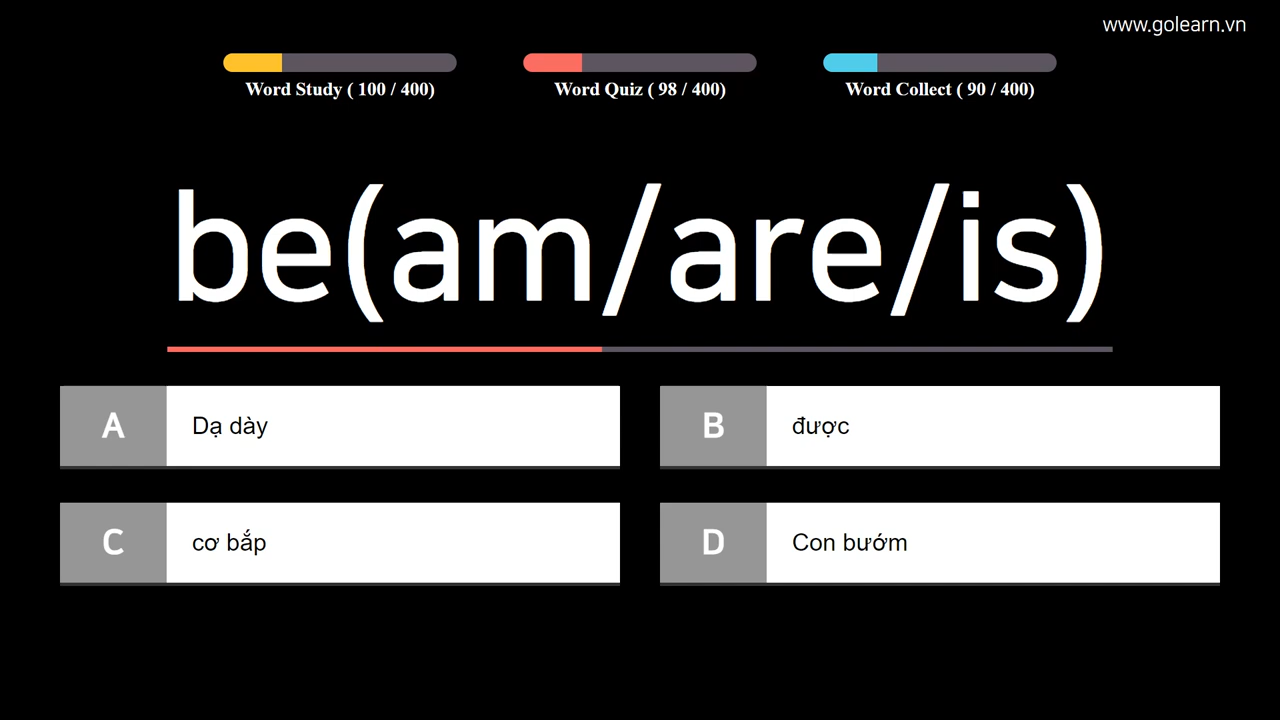 www.golearn.vn
Word Study ( 100 / 400)
Word Quiz ( 98 / 400)
Word Collect ( 90 / 400)
be(am/are/is)
A Dạ dày
B được
C cơ bắp
D Con bướm